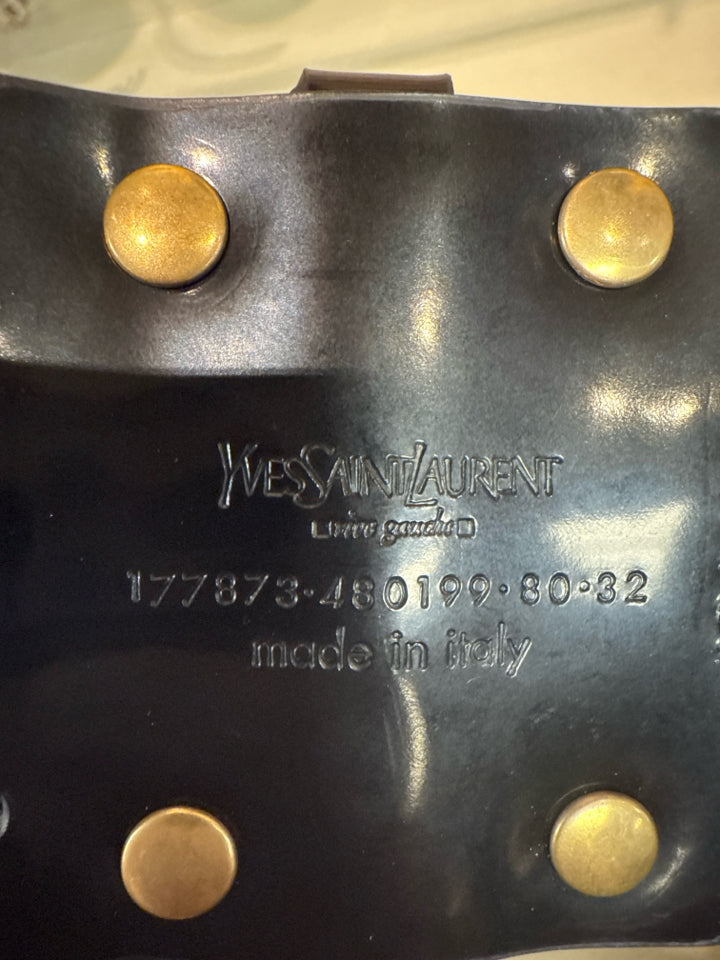 YVESSAINTLAURENT
rive gauche
177873·480199·80·32
made in italy